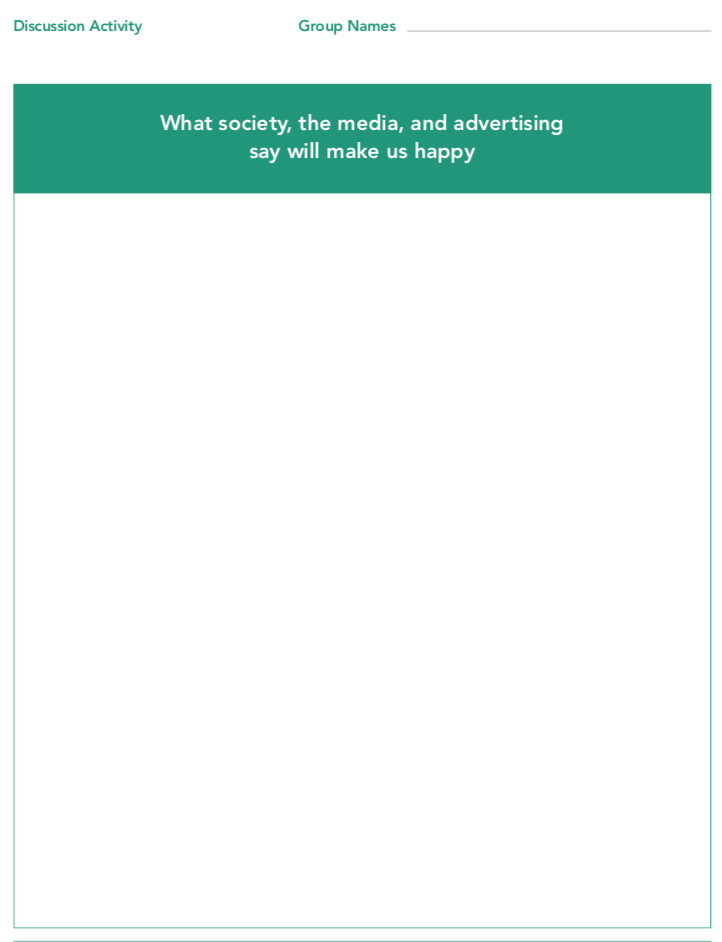 Discussion Activity
Group Names
What society, the media, and advertising
say will make us happy